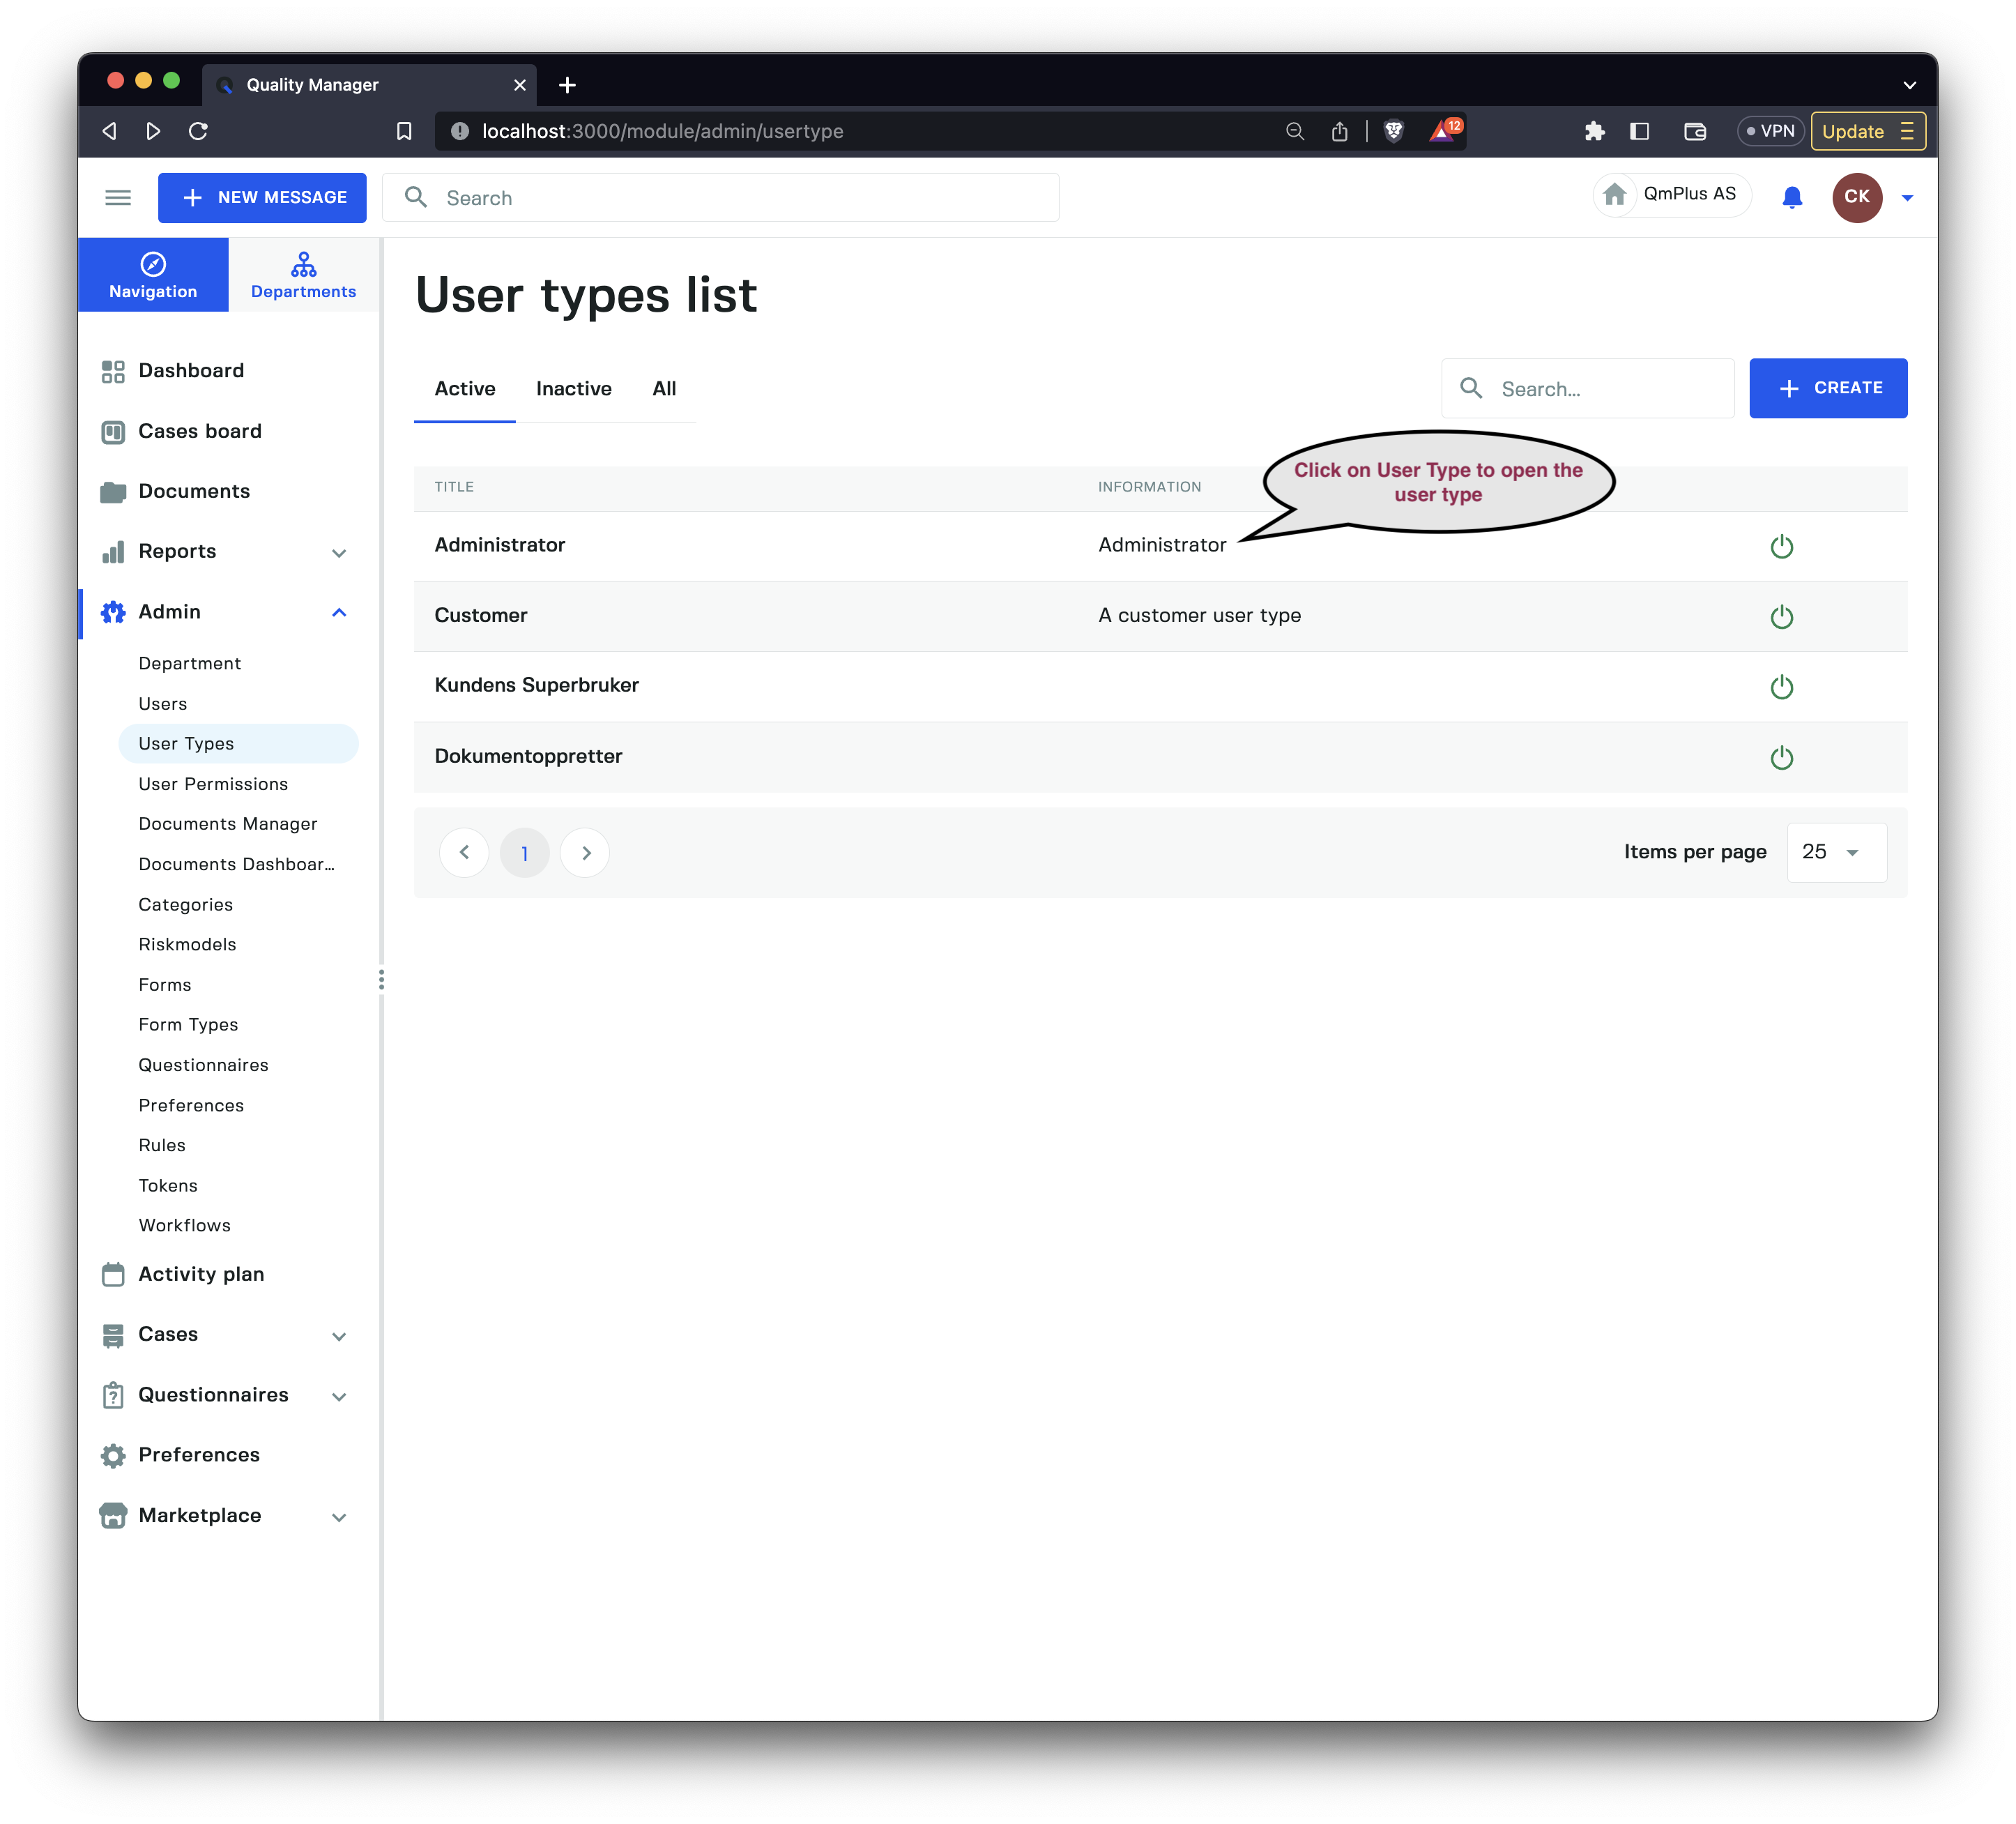 Quality Manager
localhost:3000/module/admin/usertype
12
VPN
Update
NEW MESSAGE
Search
QmPlus AS
CK
Navigation
Departments
Dashboard
Cases board
Documents
Reports
Admin
Department
Users
User Types
User Permissions
Documents Manager
Documents Dashboar...
Categories
Riskmodels
Forms
Form Types
Questionnaires
Preferences
Rules
Tokens
Workflows
Activity plan
Cases
Questionnaires
Preferences
Marketplace
User types list
Active Inactive All
Search...
CREATE
Click on User Type to open the
user type
TITLE INFORMATION
Administrator Administrator
Customer A customer user type
Kundens Superbruker
Dokumentoppretter
1
Items per page 25